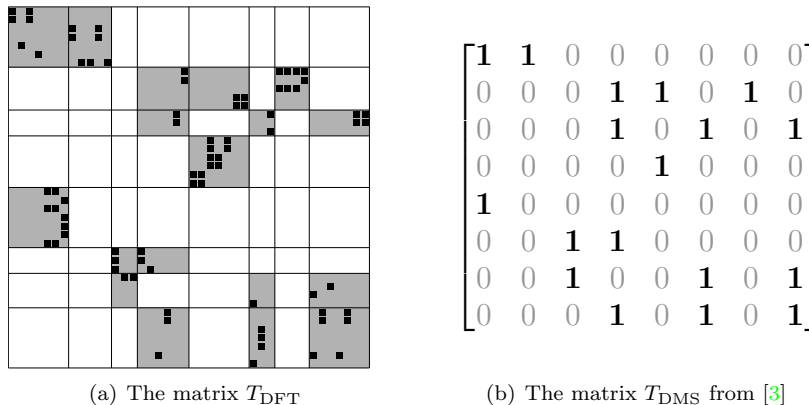 1 1 0 0 0 0 0 0
0 0 0 1 1 0 1 0
0 0 0 1 0 1 0 1
0 0 0 0 1 0 0 0
1 0 0 0 0 0 0 0
0 0 1 1 0 0 0 0
0 0 1 0 0 1 0 1
0 0 0 1 0 1 0 1
(a) The matrix T_DFT
(b) The matrix T_DMS from [3]